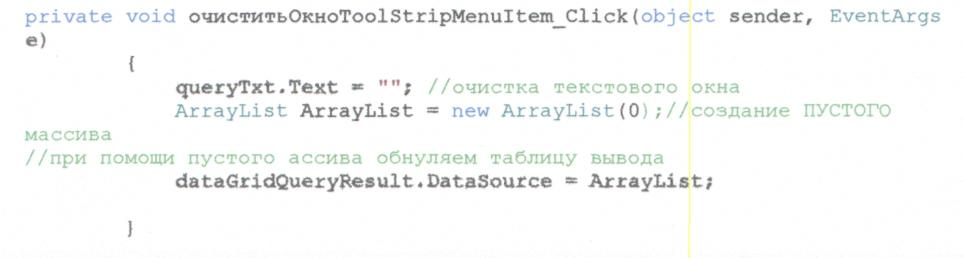 private void очиститьОкноToolStripMenuItem_Click(object sender, EventArgs
e)
{
queryTxt.Text = ""; //очистка текстового окна
ArrayList ArrayList = new ArrayList(0);//создание ПУСТОГО
массива
//при помощи пустого ассива обнуляем таблицу вывода
dataGridQueryResult.DataSource = ArrayList;
}